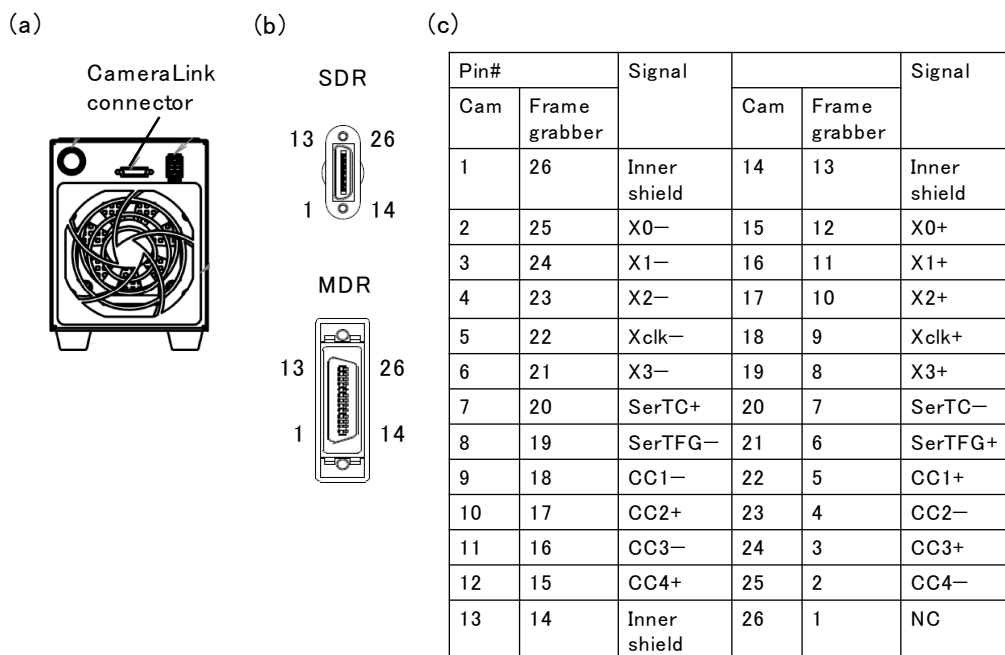 (a)
CameraLink
connector
(b)
SDR
13 26
1 14
MDR
13 26
1 14
(c)
Pin# Signal Signal
Cam Frame grabber Cam Frame grabber
1 26 Inner shield 14 13 Inner shield
2 25 X0− 15 12 X0+
3 24 X1− 16 11 X1+
4 23 X2− 17 10 X2+
5 22 Xclk− 18 9 Xclk+
6 21 X3− 19 8 X3+
7 20 SerTC+ 20 7 SerTC−
8 19 SerTFG− 21 6 SerTFG+
9 18 CC1− 22 5 CC1+
10 17 CC2+ 23 4 CC2−
11 16 CC3− 24 3 CC3+
12 15 CC4+ 25 2 CC4−
13 14 Inner shield 26 1 NC